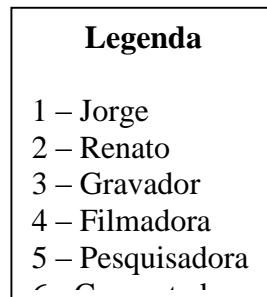 Legenda
1 – Jorge
2 – Renato
3 – Gravador
4 – Filmadora
5 – Pesquisadora